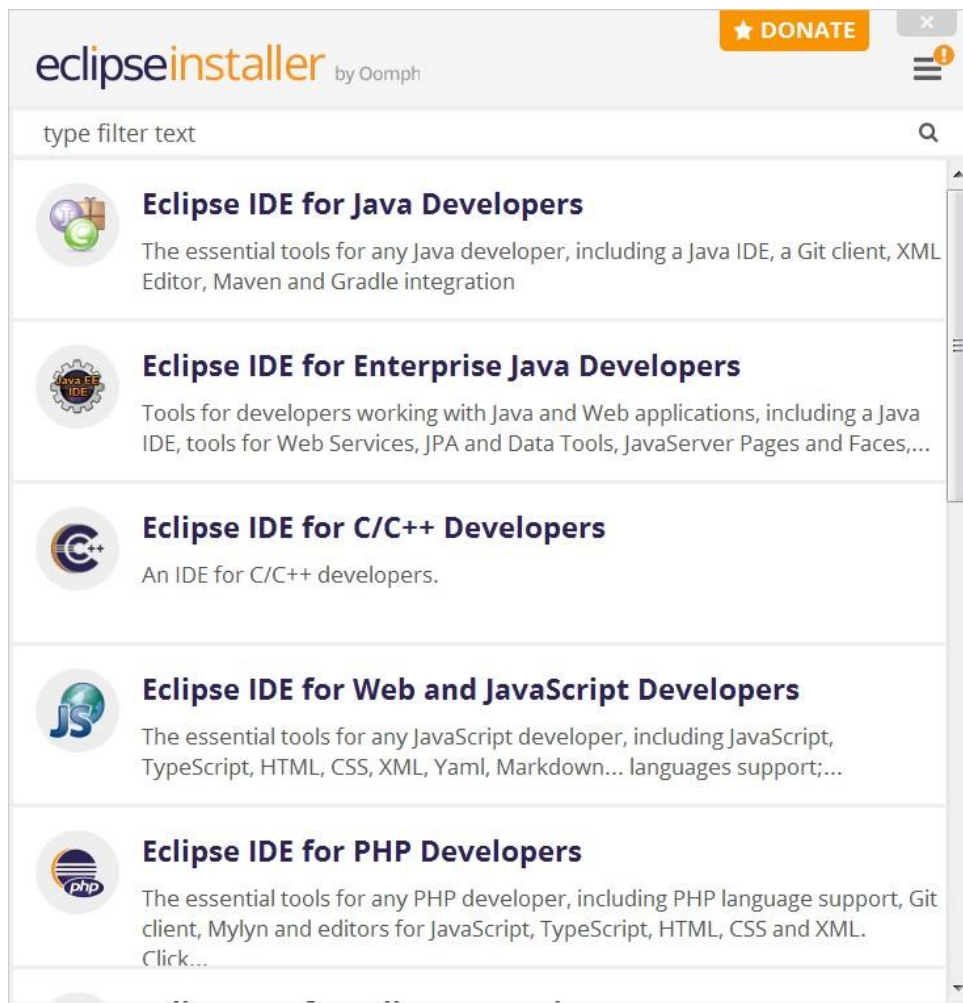 DONATE
eclipseinstaller by Oomph
type filter text
Eclipse IDE for Java Developers
The essential tools for any Java developer, including a Java IDE, a Git client, XML
Editor, Maven and Gradle integration
Java EE
IDE
Eclipse IDE for Enterprise Java Developers
Tools for developers working with Java and Web applications, including a Java
IDE, tools for Web Services, JPA and Data Tools, JavaServer Pages and Faces,...
C++
Eclipse IDE for C/C++ Developers
An IDE for C/C++ developers.
JS
Eclipse IDE for Web and JavaScript Developers
The essential tools for any JavaScript developer, including JavaScript,
TypeScript, HTML, CSS, XML, Yaml, Markdown... languages support;...
php
Eclipse IDE for PHP Developers
The essential tools for any PHP developer, including PHP language support, Git
client, Mylyn and editors for JavaScript, TypeScript, HTML, CSS and XML.
Click...